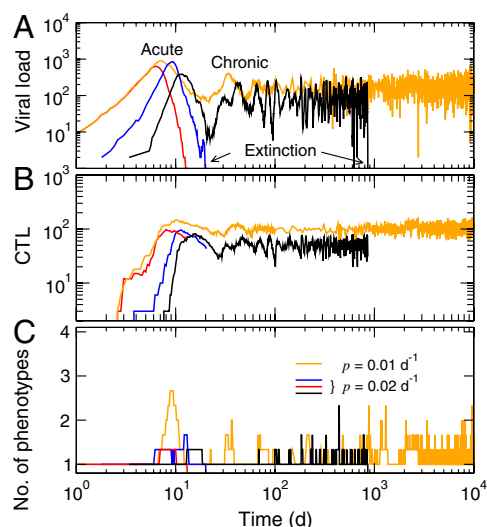 A
Viral load
10⁴
10³
10²
10¹
Acute
Chronic
Extinction
B
CTL
10³
10²
10¹
C
No. of phenotypes
4
3
2
1
p = 0.01 d⁻¹
} p = 0.02 d⁻¹
10⁰ 10¹ 10² 10³ 10⁴
Time (d)